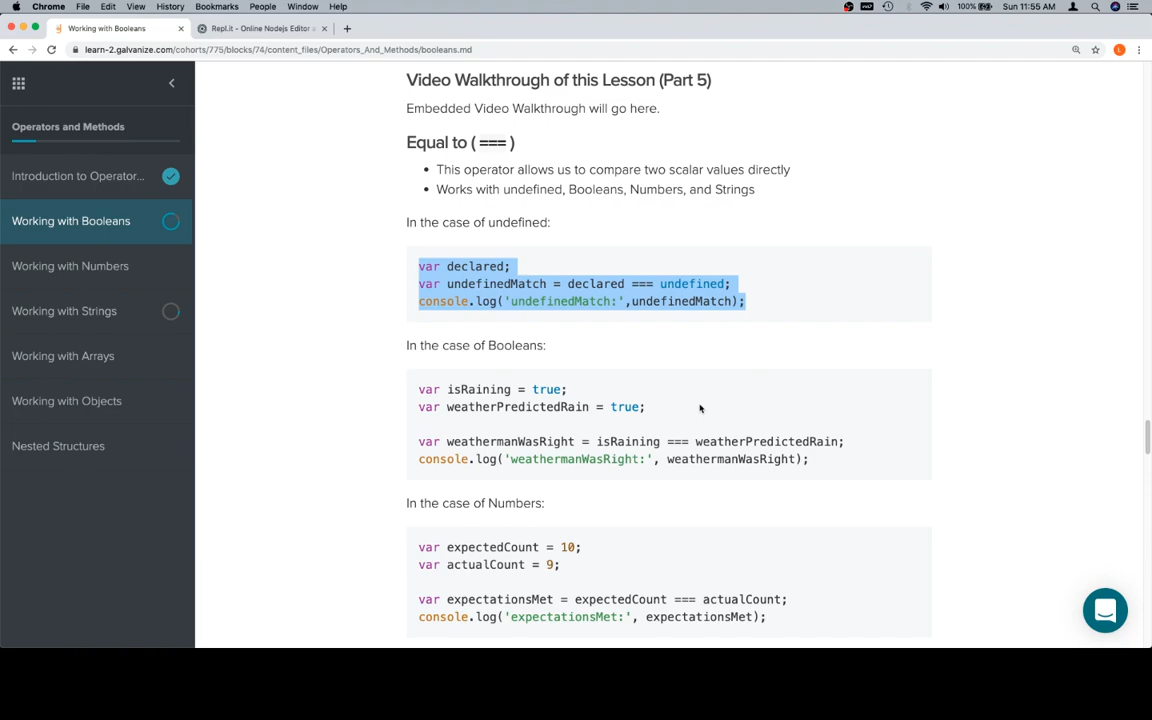 Chrome File Edit View History Bookmarks People Window Help 100% Sun 11:55 AM
Working with Booleans Repl.it - Online Nodejs Editor
learn-2.galvanize.com/cohorts/775/blocks/74/content_files/Operators_And_Methods/booleans.md
L
Operators and Methods
Introduction to Operator...
Working with Booleans
Working with Numbers
Working with Strings
Working with Arrays
Working with Objects
Nested Structures
Video Walkthrough of this Lesson (Part 5)
Embedded Video Walkthrough will go here.
Equal to ( === )
• This operator allows us to compare two scalar values directly
• Works with undefined, Booleans, Numbers, and Strings
In the case of undefined:
var declared;
var undefinedMatch = declared === undefined;
console.log('undefinedMatch:',undefinedMatch);
In the case of Booleans:
var isRaining = true;
var weatherPredictedRain = true;
var weathermanWasRight = isRaining === weatherPredictedRain;
console.log('weathermanWasRight:', weathermanWasRight);
In the case of Numbers:
var expectedCount = 10;
var actualCount = 9;
var expectationsMet = expectedCount === actualCount;
console.log('expectationsMet:', expectationsMet);